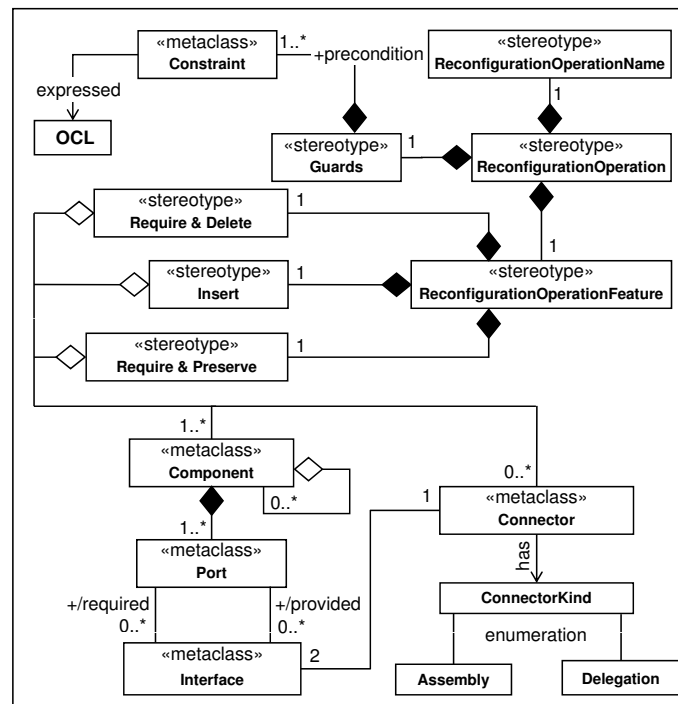 «metaclass»
Constraint
1..*
+precondition
«stereotype»
ReconfigurationOperationName
expressed
1
OCL
«stereotype»
Guards
1
«stereotype»
ReconfigurationOperation
«stereotype»
Require & Delete
1
1
«stereotype»
Insert
1
«stereotype»
ReconfigurationOperationFeature
«stereotype»
Require & Preserve
1
1..*
«metaclass»
Component
0..*
0..*
1
«metaclass»
Connector
1..*
«metaclass»
Port
has
+/required
0..*
+/provided
0..*
ConnectorKind
enumeration
«metaclass»
Interface
2
Assembly
Delegation